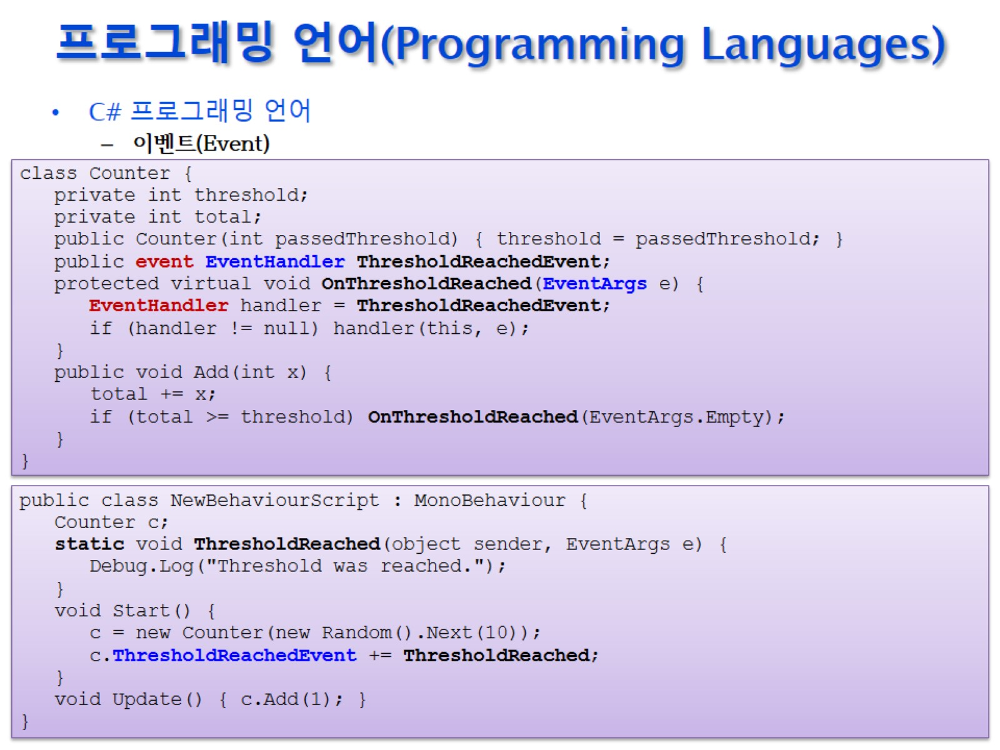 프로그래밍 언어(Programming Languages)
• C# 프로그래밍 언어
– 이벤트(Event)
class Counter {
   private int threshold;
   private int total;
   public Counter(int passedThreshold) { threshold = passedThreshold; }
   public event EventHandler ThresholdReachedEvent;
   protected virtual void OnThresholdReached(EventArgs e) {
      EventHandler handler = ThresholdReachedEvent;
      if (handler != null) handler(this, e);
   }
   public void Add(int x) {
      total += x;
      if (total >= threshold) OnThresholdReached(EventArgs.Empty);
   }
}
public class NewBehaviourScript : MonoBehaviour {
   Counter c;
   static void ThresholdReached(object sender, EventArgs e) {
      Debug.Log("Threshold was reached.");
   }
   void Start() {
      c = new Counter(new Random().Next(10));
      c.ThresholdReachedEvent += ThresholdReached;
   }
   void Update() { c.Add(1); }
}